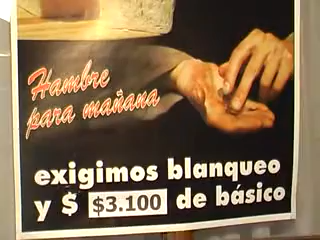 Hambre
para mañana
exigimos blanqueo
y $ $3.100 de básico